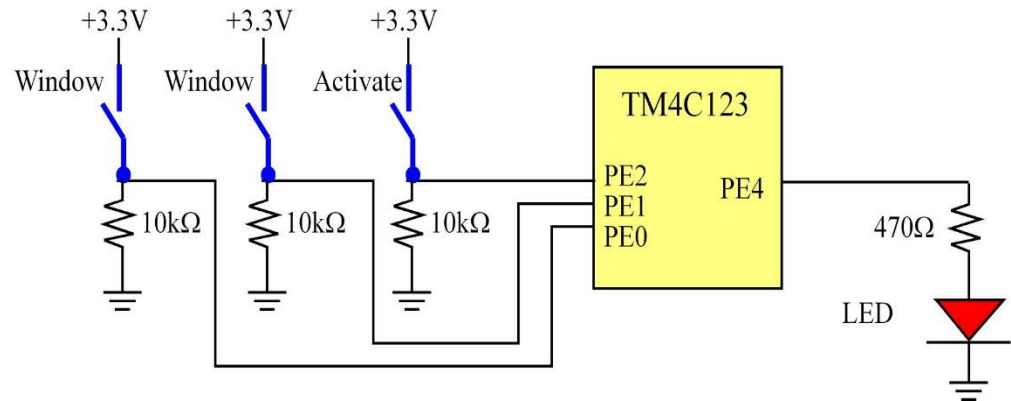 +3.3V +3.3V +3.3V
Window Window Activate
TM4C123
PE2
PE4
PE1
PE0
10kΩ 10kΩ 10kΩ
470Ω
LED